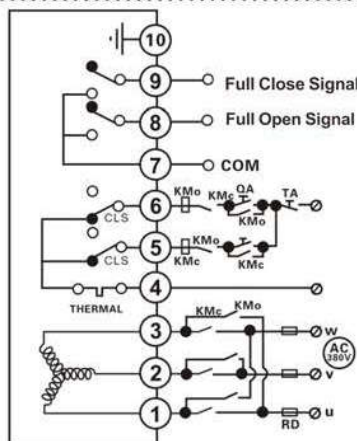 10
9 Full Close Signal
8 Full Open Signal
7 COM
6 KMo KMc QA KMo TA
CLS
5 KMc KMo KMc
CLS
4
THERMAL
3 KMc KMo w
AC 380V
2 v
1 u
RD